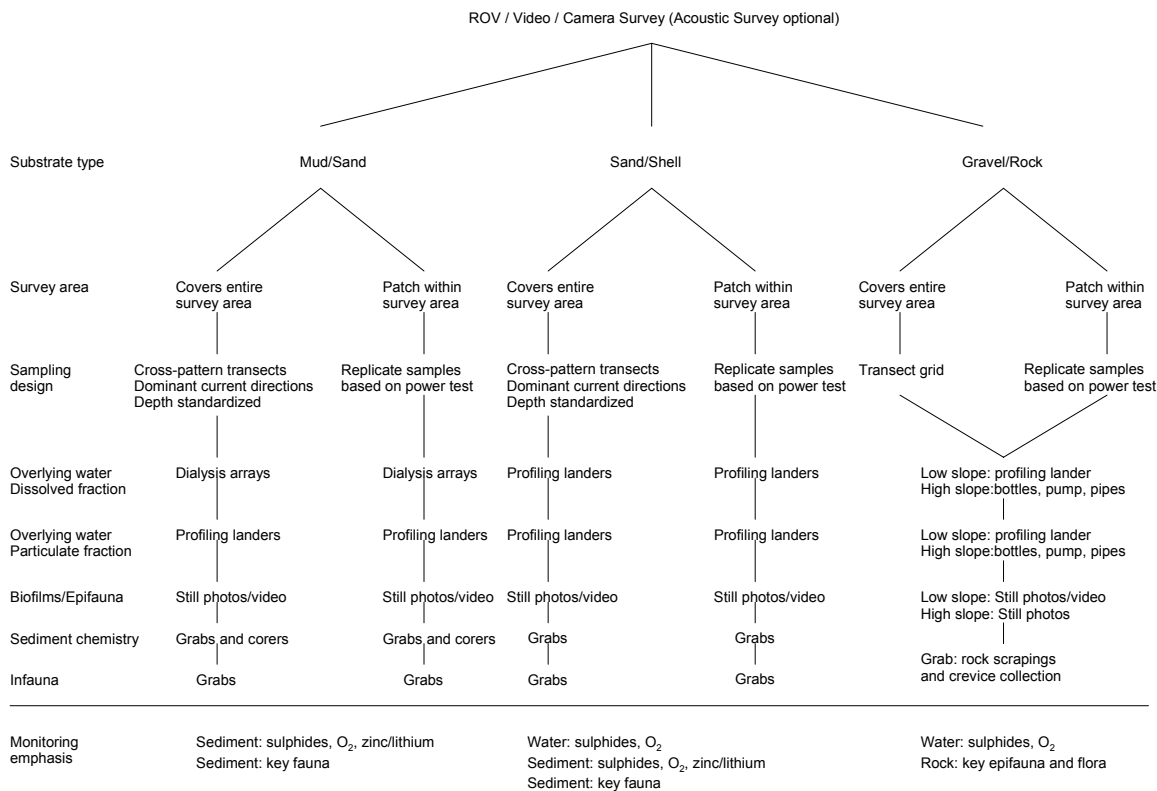 ROV / Video / Camera Survey (Acoustic Survey optional)
Substrate type
Mud/Sand
Sand/Shell
Gravel/Rock
Survey area
Covers entire
survey area
Patch within
survey area
Covers entire
survey area
Patch within
survey area
Covers entire
survey area
Patch within
survey area
Sampling
design
Cross-pattern transects
Dominant current directions
Depth standardized
Replicate samples
based on power test
Cross-pattern transects
Dominant current directions
Depth standardized
Replicate samples
based on power test
Transect grid
Replicate samples
based on power test
Overlying water
Dissolved fraction
Dialysis arrays
Dialysis arrays
Profiling landers
Profiling landers
Low slope: profiling lander
High slope:bottles, pump, pipes
Overlying water
Particulate fraction
Profiling landers
Profiling landers
Profiling landers
Profiling landers
Low slope: profiling lander
High slope:bottles, pump, pipes
Biofilms/Epifauna
Still photos/video
Still photos/video
Still photos/video
Still photos/video
Low slope: Still photos/video
High slope: Still photos
Sediment chemistry
Grabs and corers
Grabs and corers
Grabs
Grabs
Grab: rock scrapings
and crevice collection
Infauna
Grabs
Grabs
Grabs
Grabs
Monitoring
emphasis
Sediment: sulphides, O₂, zinc/lithium
Sediment: key fauna
Water: sulphides, O₂
Sediment: sulphides, O₂, zinc/lithium
Sediment: key fauna
Water: sulphides, O₂
Rock: key epifauna and flora